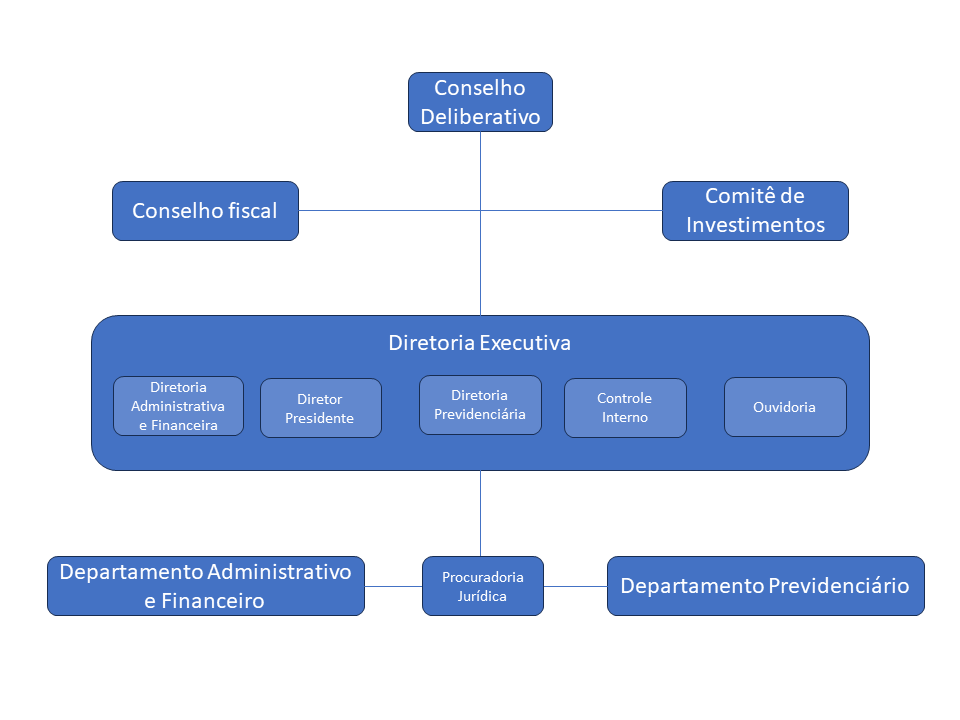 Conselho
Deliberativo
Conselho fiscal
Comitê de
Investimentos
Diretoria Executiva
Diretoria
Administrativa
e Financeira
Diretor
Presidente
Diretoria
Previdenciária
Controle
Interno
Ouvidoria
Departamento Administrativo
e Financeiro
Procuradoria
Jurídica
Departamento Previdenciário